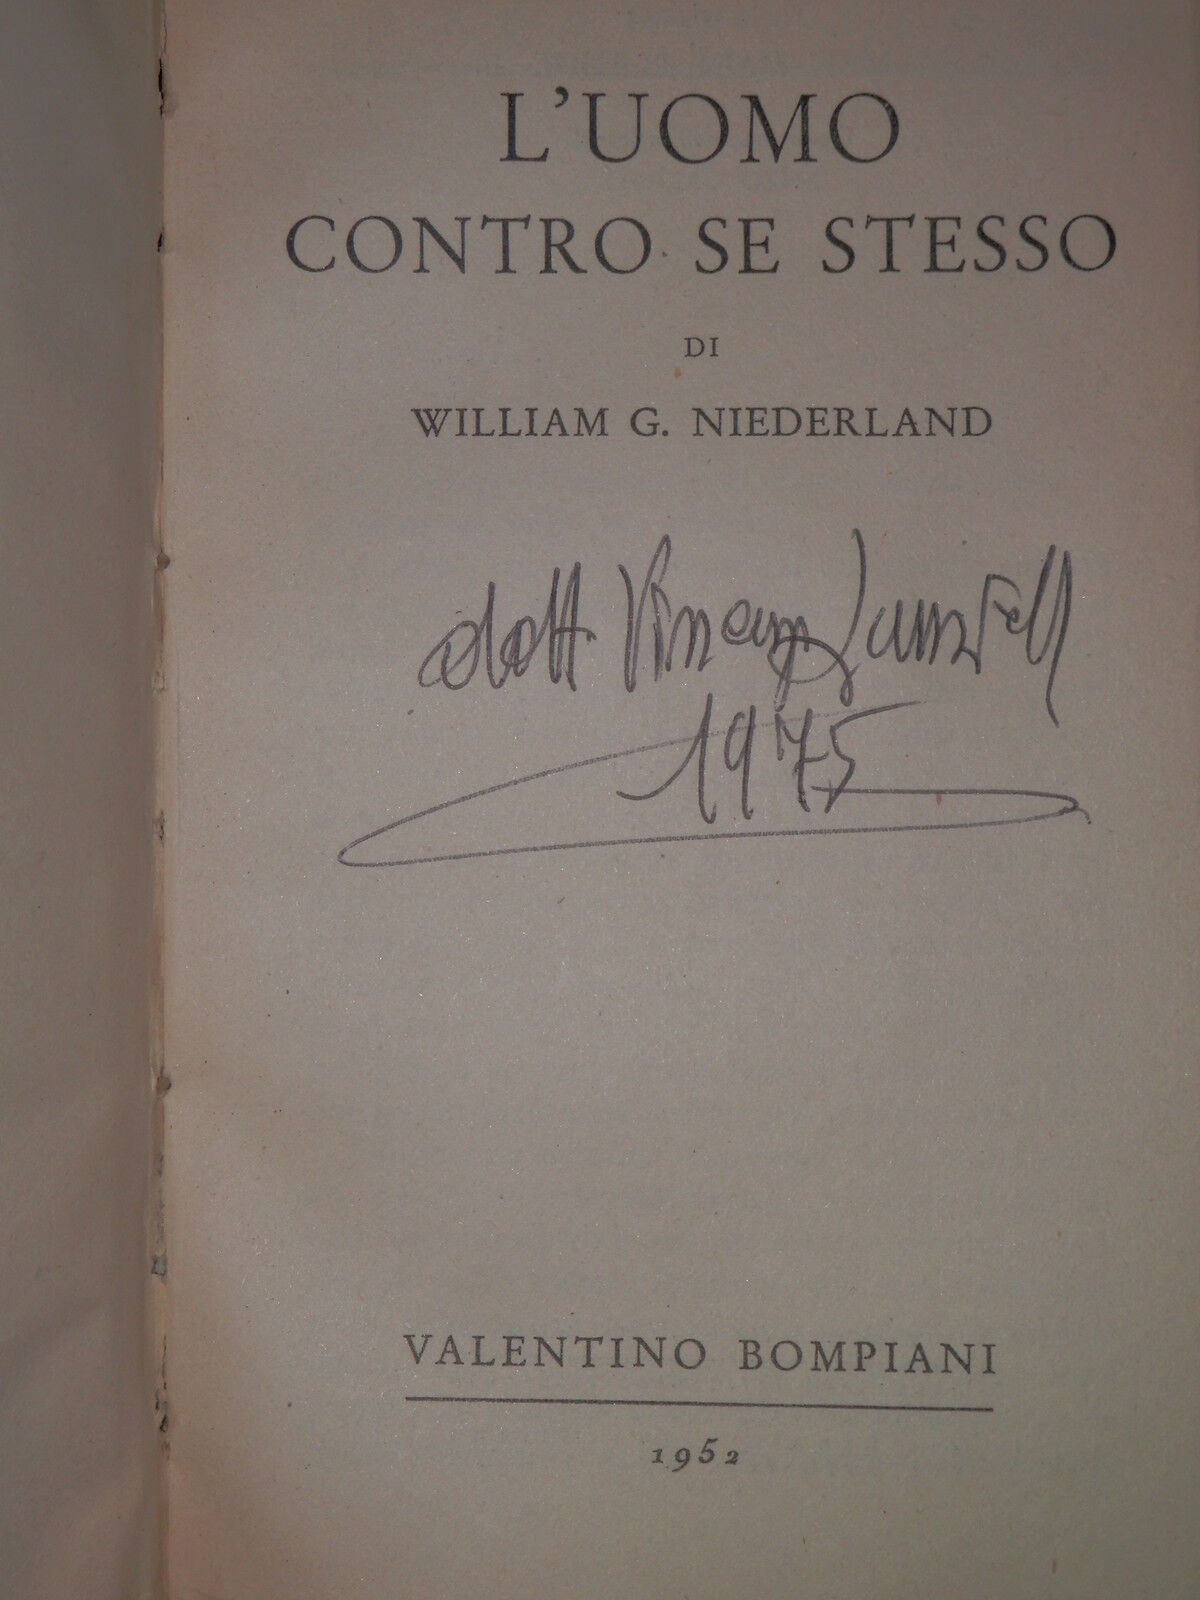 L'UOMO
CONTRO SE STESSO
DI
WILLIAM G. NIEDERLAND
dott.
1975
VALENTINO BOMPIANI
1952